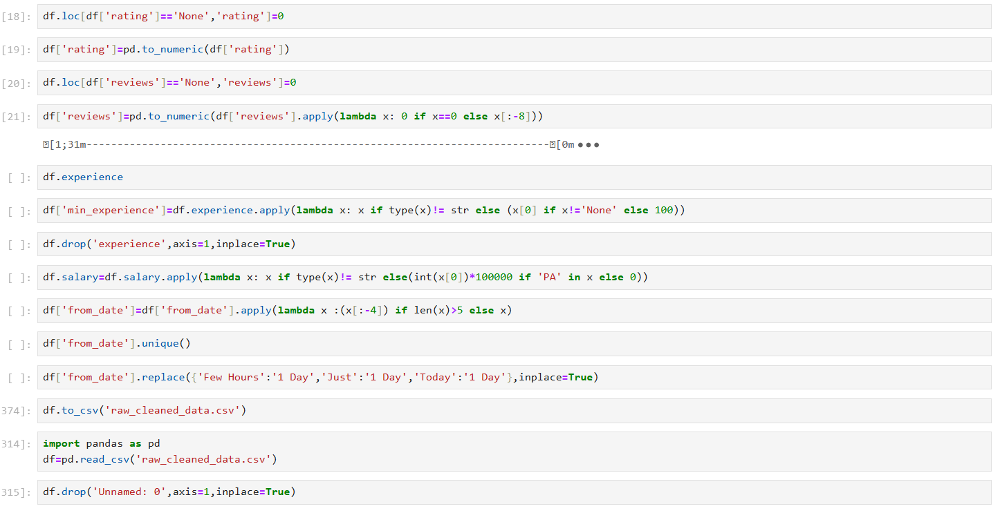 [18]: df.loc[df['rating']=='None','rating']=0
[19]: df['rating']=pd.to_numeric(df['rating'])
[20]: df.loc[df['reviews']=='None','reviews']=0
[21]: df['reviews']=pd.to_numeric(df['reviews'].apply(lambda x: 0 if x==0 else x[:-8]))
[1;31m---------------------------------------------------------------------------[0m •••
[ ]: df.experience
[ ]: df['min_experience']=df.experience.apply(lambda x: x if type(x)!= str else (x[0] if x!='None' else 100))
[ ]: df.drop('experience',axis=1,inplace=True)
[ ]: df.salary=df.salary.apply(lambda x: x if type(x)!= str else(int(x[0])*100000 if 'PA' in x else 0))
[ ]: df['from_date']=df['from_date'].apply(lambda x :(x[:-4]) if len(x)>5 else x)
[ ]: df['from_date'].unique()
[ ]: df['from_date'].replace({'Few Hours':'1 Day','Just':'1 Day','Today':'1 Day'},inplace=True)
374]: df.to_csv('raw_cleaned_data.csv')
314]: import pandas as pd
df=pd.read_csv('raw_cleaned_data.csv')
315]: df.drop('Unnamed: 0',axis=1,inplace=True)